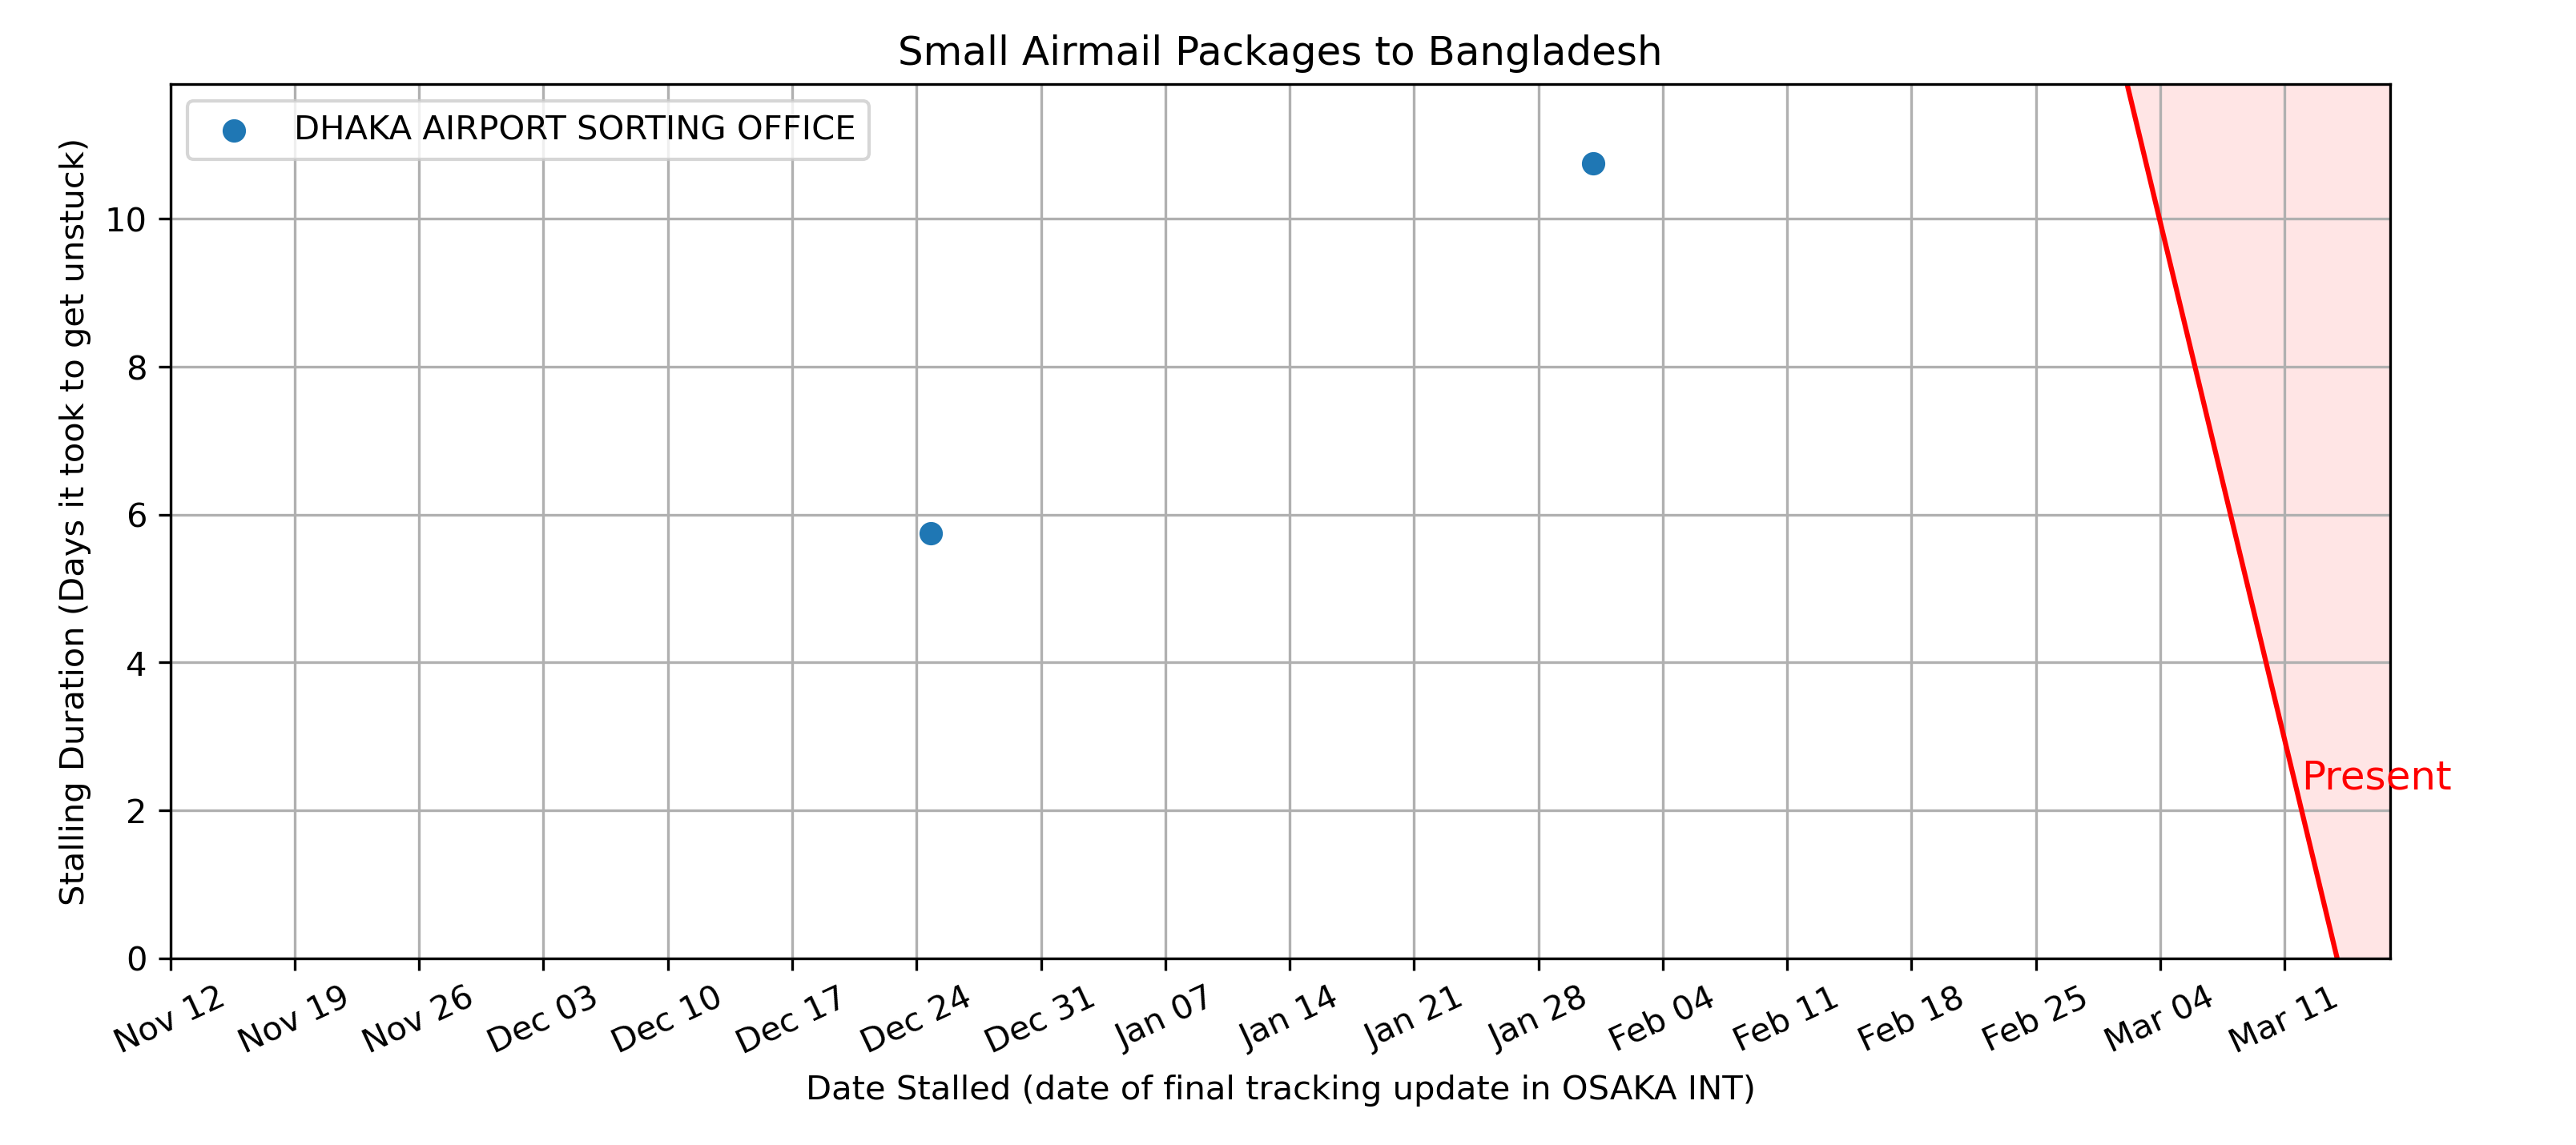 Small Airmail Packages to Bangladesh
DHAKA AIRPORT SORTING OFFICE
Stalling Duration (Days it took to get unstuck)
10
8
6
4
2
0
Present
Nov 12
Nov 19
Nov 26
Dec 03
Dec 10
Dec 17
Dec 24
Dec 31
Jan 07
Jan 14
Jan 21
Jan 28
Feb 04
Feb 11
Feb 18
Feb 25
Mar 04
Mar 11
Date Stalled (date of final tracking update in OSAKA INT)